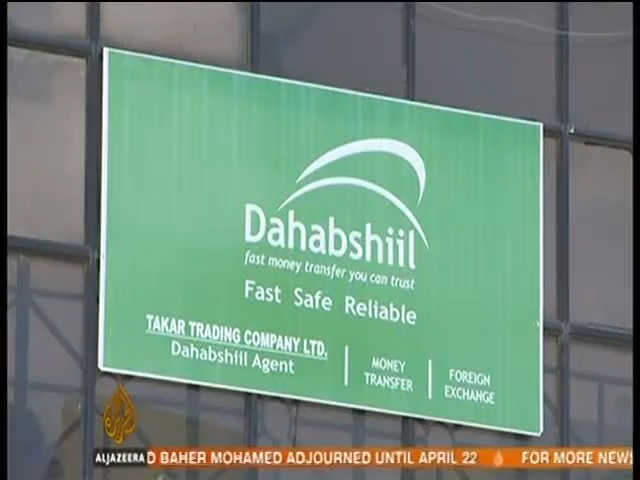 Dahabshiil
fast money transfer you can trust
Fast Safe Reliable
TAKAR TRADING COMPANY LTD.
Dahabshiil Agent
MONEY
TRANSFER
FOREIGN
EXCHANGE
ALJAZEERA
D BAHER MOHAMED ADJOURNED UNTIL APRIL 22
FOR MORE NEWS